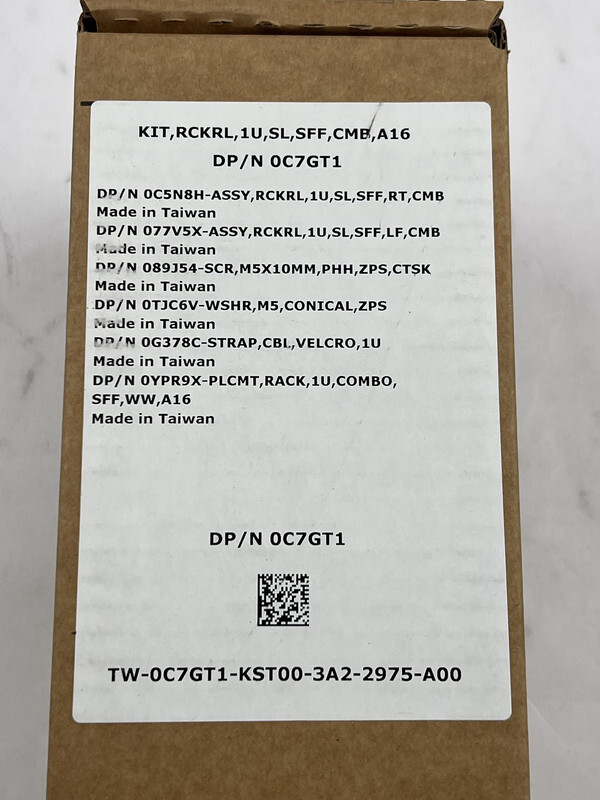 KIT,RCKRL,1U,SL,SFF,CMB,A16
DP/N 0C7GT1
DP/N 0C5N8H-ASSY,RCKRL,1U,SL,SFF,RT,CMB
Made in Taiwan
DP/N 077V5X-ASSY,RCKRL,1U,SL,SFF,LF,CMB
Made in Taiwan
DP/N 089J54-SCR,M5X10MM,PHH,ZPS,CTSK
Made in Taiwan
DP/N 0TJC6V-WSHR,M5,CONICAL,ZPS
Made in Taiwan
DP/N 0G378C-STRAP,CBL,VELCRO,1U
Made in Taiwan
DP/N 0YPR9X-PLCMT,RACK,1U,COMBO,
SFF,WW,A16
Made in Taiwan
DP/N 0C7GT1
TW-0C7GT1-KST00-3A2-2975-A00